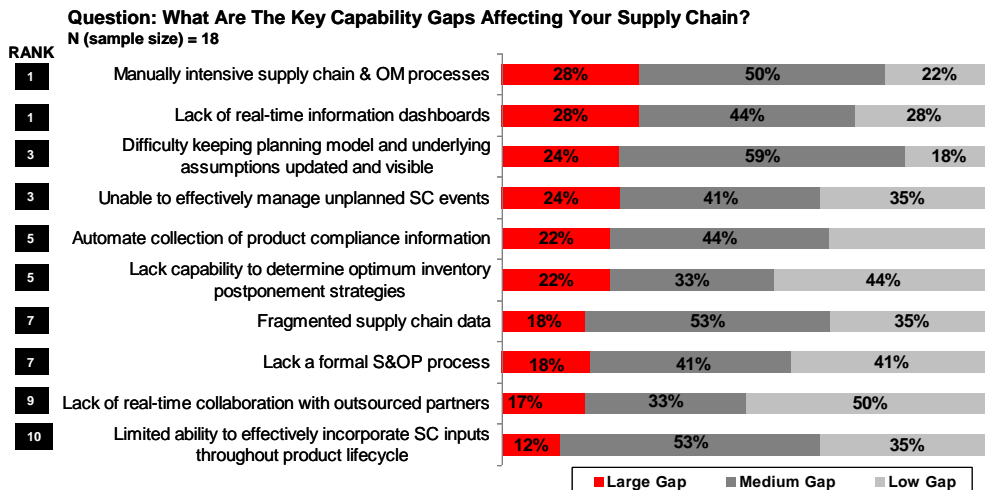 Question: What Are The Key Capability Gaps Affecting Your Supply Chain?
N (sample size) = 18
RANK
1 Manually intensive supply chain & OM processes 28% 50% 22%
1 Lack of real-time information dashboards 28% 44% 28%
3 Difficulty keeping planning model and underlying
assumptions updated and visible 24% 59% 18%
3 Unable to effectively manage unplanned SC events 24% 41% 35%
5 Automate collection of product compliance information 22% 44%
5 Lack capability to determine optimum inventory
postponement strategies 22% 33% 44%
7 Fragmented supply chain data 18% 53% 35%
7 Lack a formal S&OP process 18% 41% 41%
9 Lack of real-time collaboration with outsourced partners 17% 33% 50%
10 Limited ability to effectively incorporate SC inputs
throughout product lifecycle 12% 53% 35%
Large Gap Medium Gap Low Gap